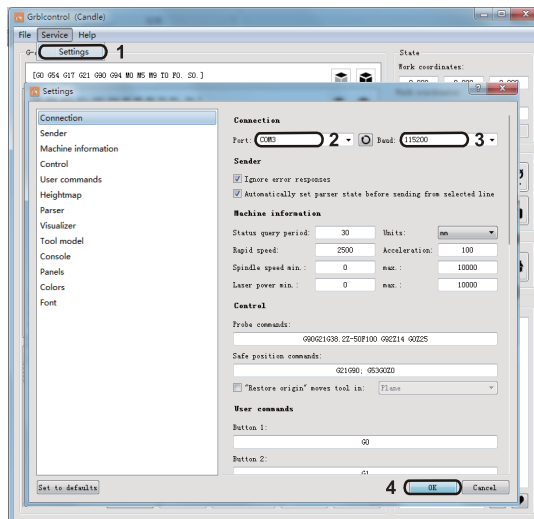 Grblcontrol (Candle)
File Service Help
Settings 1
State
Work coordinates:
[G0 G54 G17 G21 G90 G94 M0 M5 M9 T0 F0. S0. ]
Settings
Connection
Sender
Machine information
Control
User commands
Heightmap
Parser
Visualizer
Tool model
Console
Panels
Colors
Font
Connection
Port: COM3 2 Baud: 115200 3
Sender
Ignore error responses
Automatically set parser state before sending from selected line
Machine information
Status query period: 30 Units: mm
Rapid speed: 2500 Acceleration: 100
Spindle speed min.: 0 max.: 10000
Laser power min.: 0 max.: 10000
Control
Probe commands:
G90G21G38.2Z-50F100 G92Z14 G0Z25
Safe position commands:
G21G90; G53G0Z0
"Restore origin" moves tool in: Plane
User commands
Button 1:
G0
Button 2:
G1
Set to defaults 4 OK Cancel